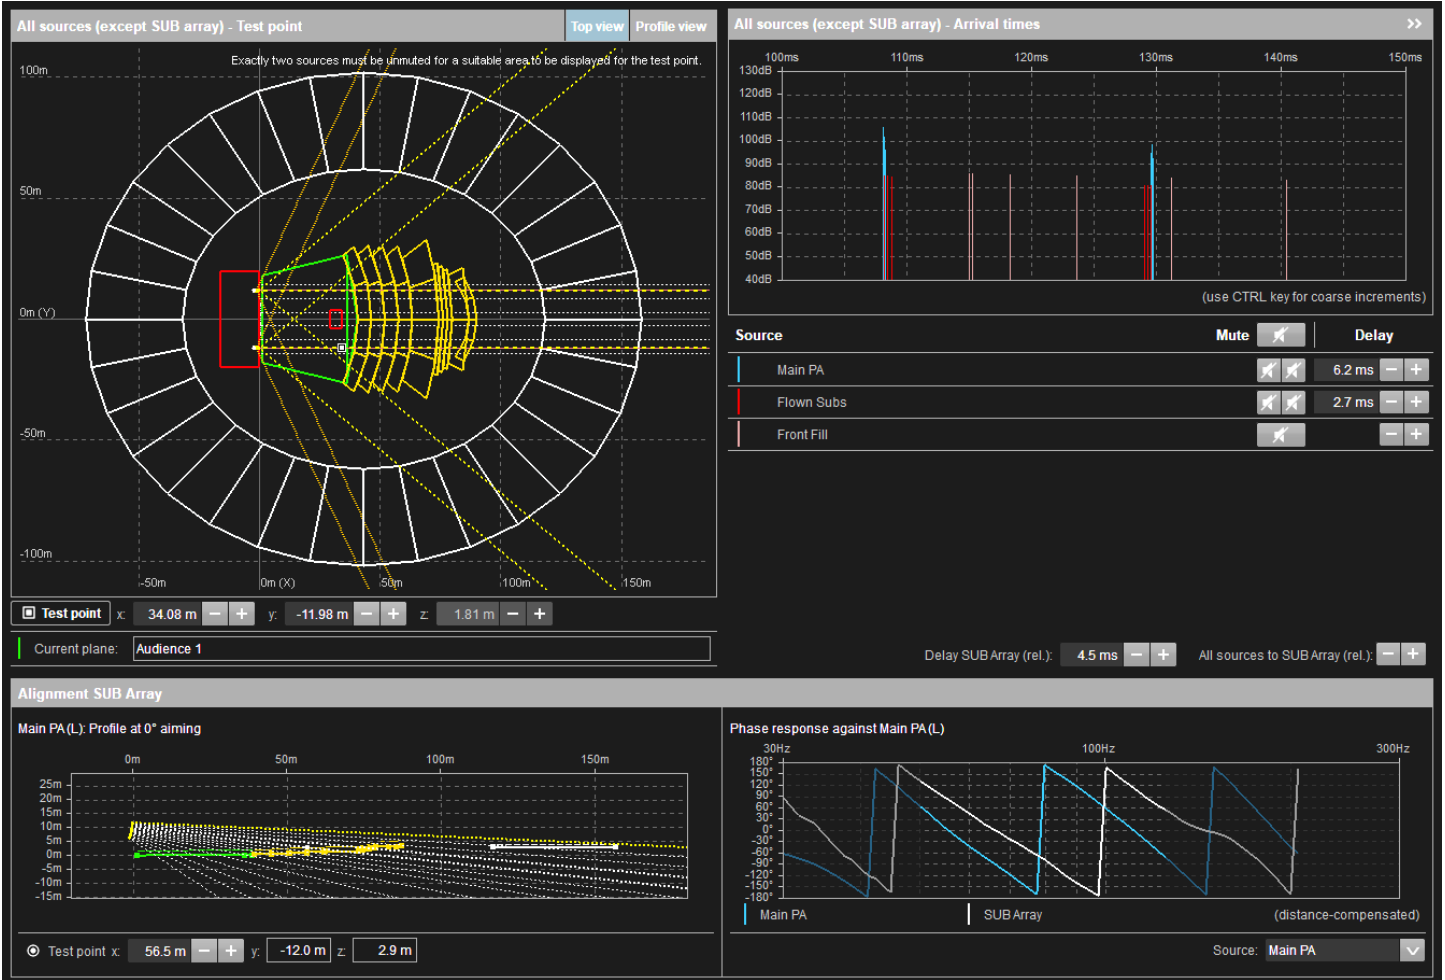 All sources (except SUB array) - Test point
Top view
Profile view
Exactly two sources must be unmuted for a suitable area to be displayed for the test point.
100m
50m
0m (Y)
-50m
-100m
-50m
0m (X)
50m
100m
150m
Test point x: 34.08 m − + y: -11.98 m − + z: 1.81 m − +
Current plane: Audience 1
All sources (except SUB array) - Arrival times >>
100ms 110ms 120ms 130ms 140ms 150ms
130dB
120dB
110dB
100dB
90dB
80dB
70dB
60dB
50dB
40dB
(use CTRL key for coarse increments)
Source Mute Delay
Main PA 6.2 ms − +
Flown Subs 2.7 ms − +
Front Fill − +
Delay SUB Array (rel.): 4.5 ms − + All sources to SUB Array (rel.): − +
Alignment SUB Array
Main PA (L): Profile at 0° aiming
0m 50m 100m 150m
25m
20m
15m
10m
5m
0m
-5m
-10m
-15m
Test point x: 56.5 m − + y: -12.0 m z: 2.9 m
Phase response against Main PA (L)
30Hz 100Hz 300Hz
180°
150°
120°
90°
60°
30°
0°
-30°
-60°
-90°
-120°
-150°
-180°
Main PA SUB Array (distance-compensated)
Source: Main PA